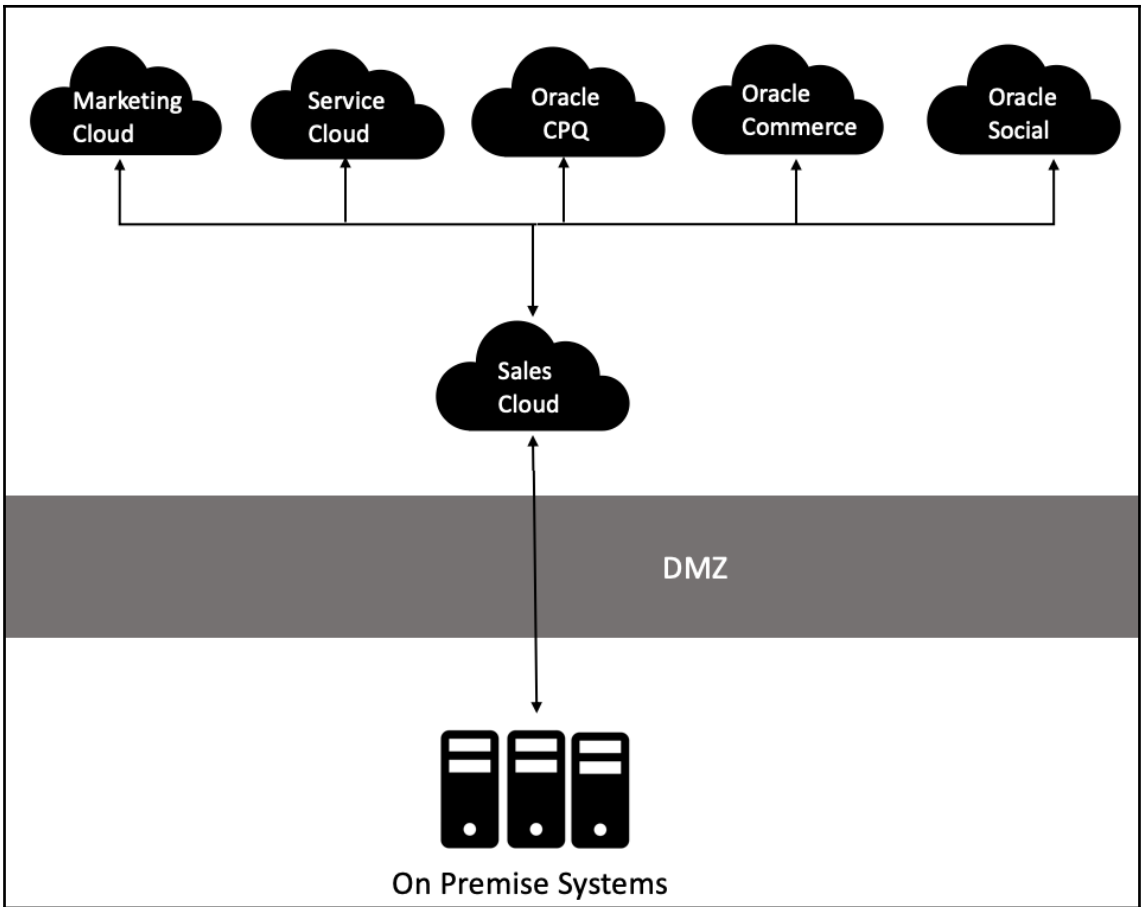 Marketing
Cloud
Service
Cloud
Oracle
CPQ
Oracle
Commerce
Oracle
Social
Sales
Cloud
DMZ
On Premise Systems